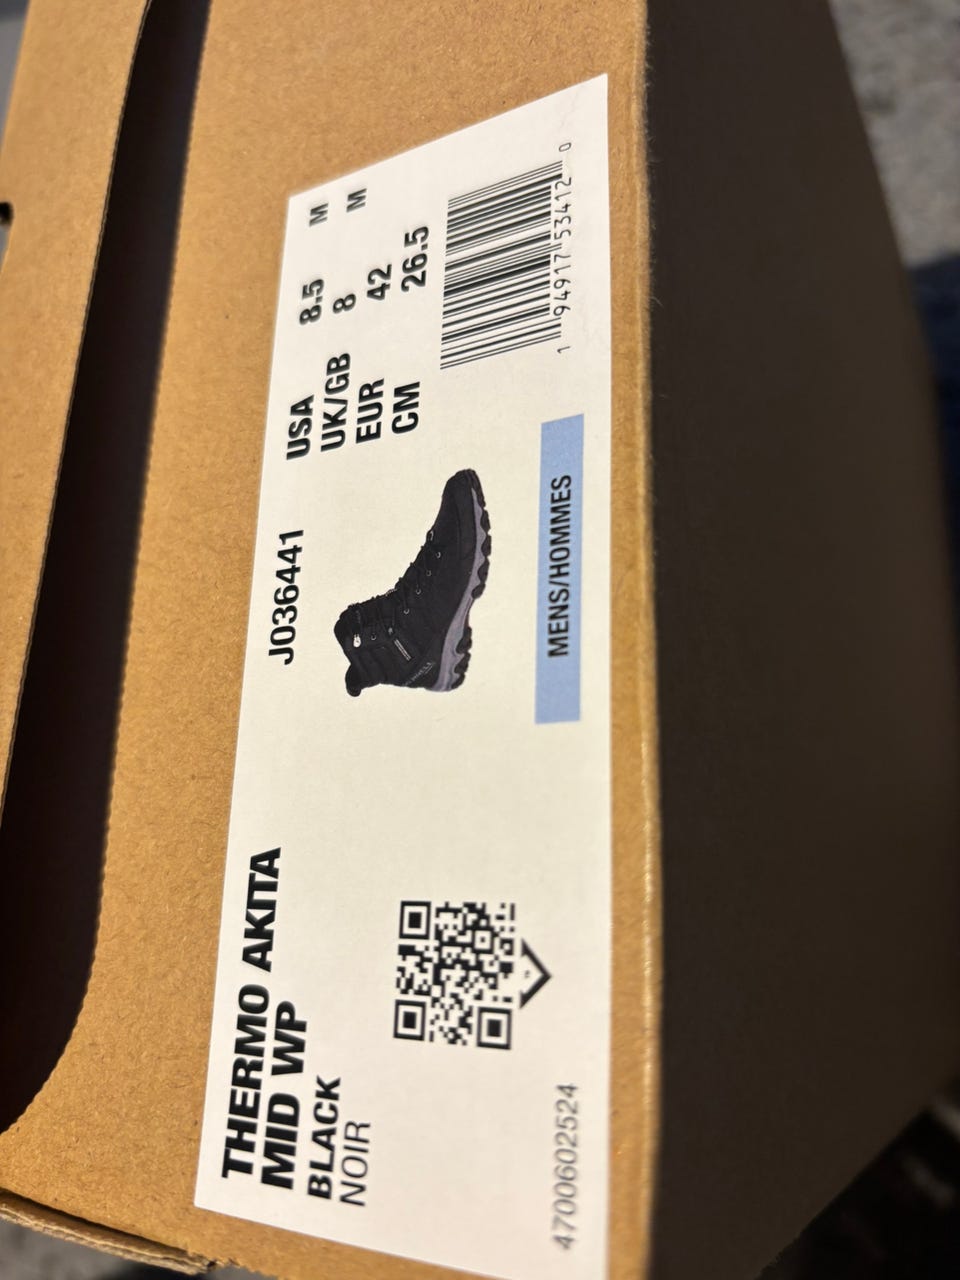 THERMO AKITA
MID WP
BLACK
NOIR
4700602524
J036441
MENS/HOMMES
USA 8.5 M
UK/GB 8 M
EUR 42
CM 26.5
1 94917 53412 0